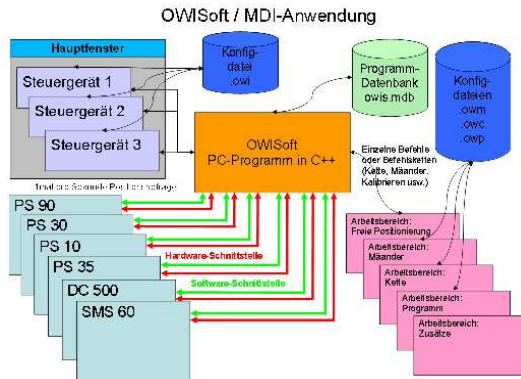 OWISoft / MDI-Anwendung
Hauptfenster
Steuergerät 1
Steuergerät 2
Steuergerät 3
Konfig-
datei
.owi
Programm-
Datenbank
owis.mdb
Konfig-
dateien
.owm
.owc
.owp
OWISoft
PC-Programm in C++
Einzelne Befehle
oder Befehlsketten
(Kette, Mäander,
Kalibrieren usw.)
1mal pro Sekunde
PS 90
PS 30
PS 10
PS 35
DC 500
SMS 60
Hardware-Schnittstelle
Software-Schnittstelle
Arbeitsbereich:
Freie Positionierung
Arbeitsbereich:
Mäander
Arbeitsbereich:
Kette
Arbeitsbereich:
Programm
Arbeitsbereich:
Zusätze